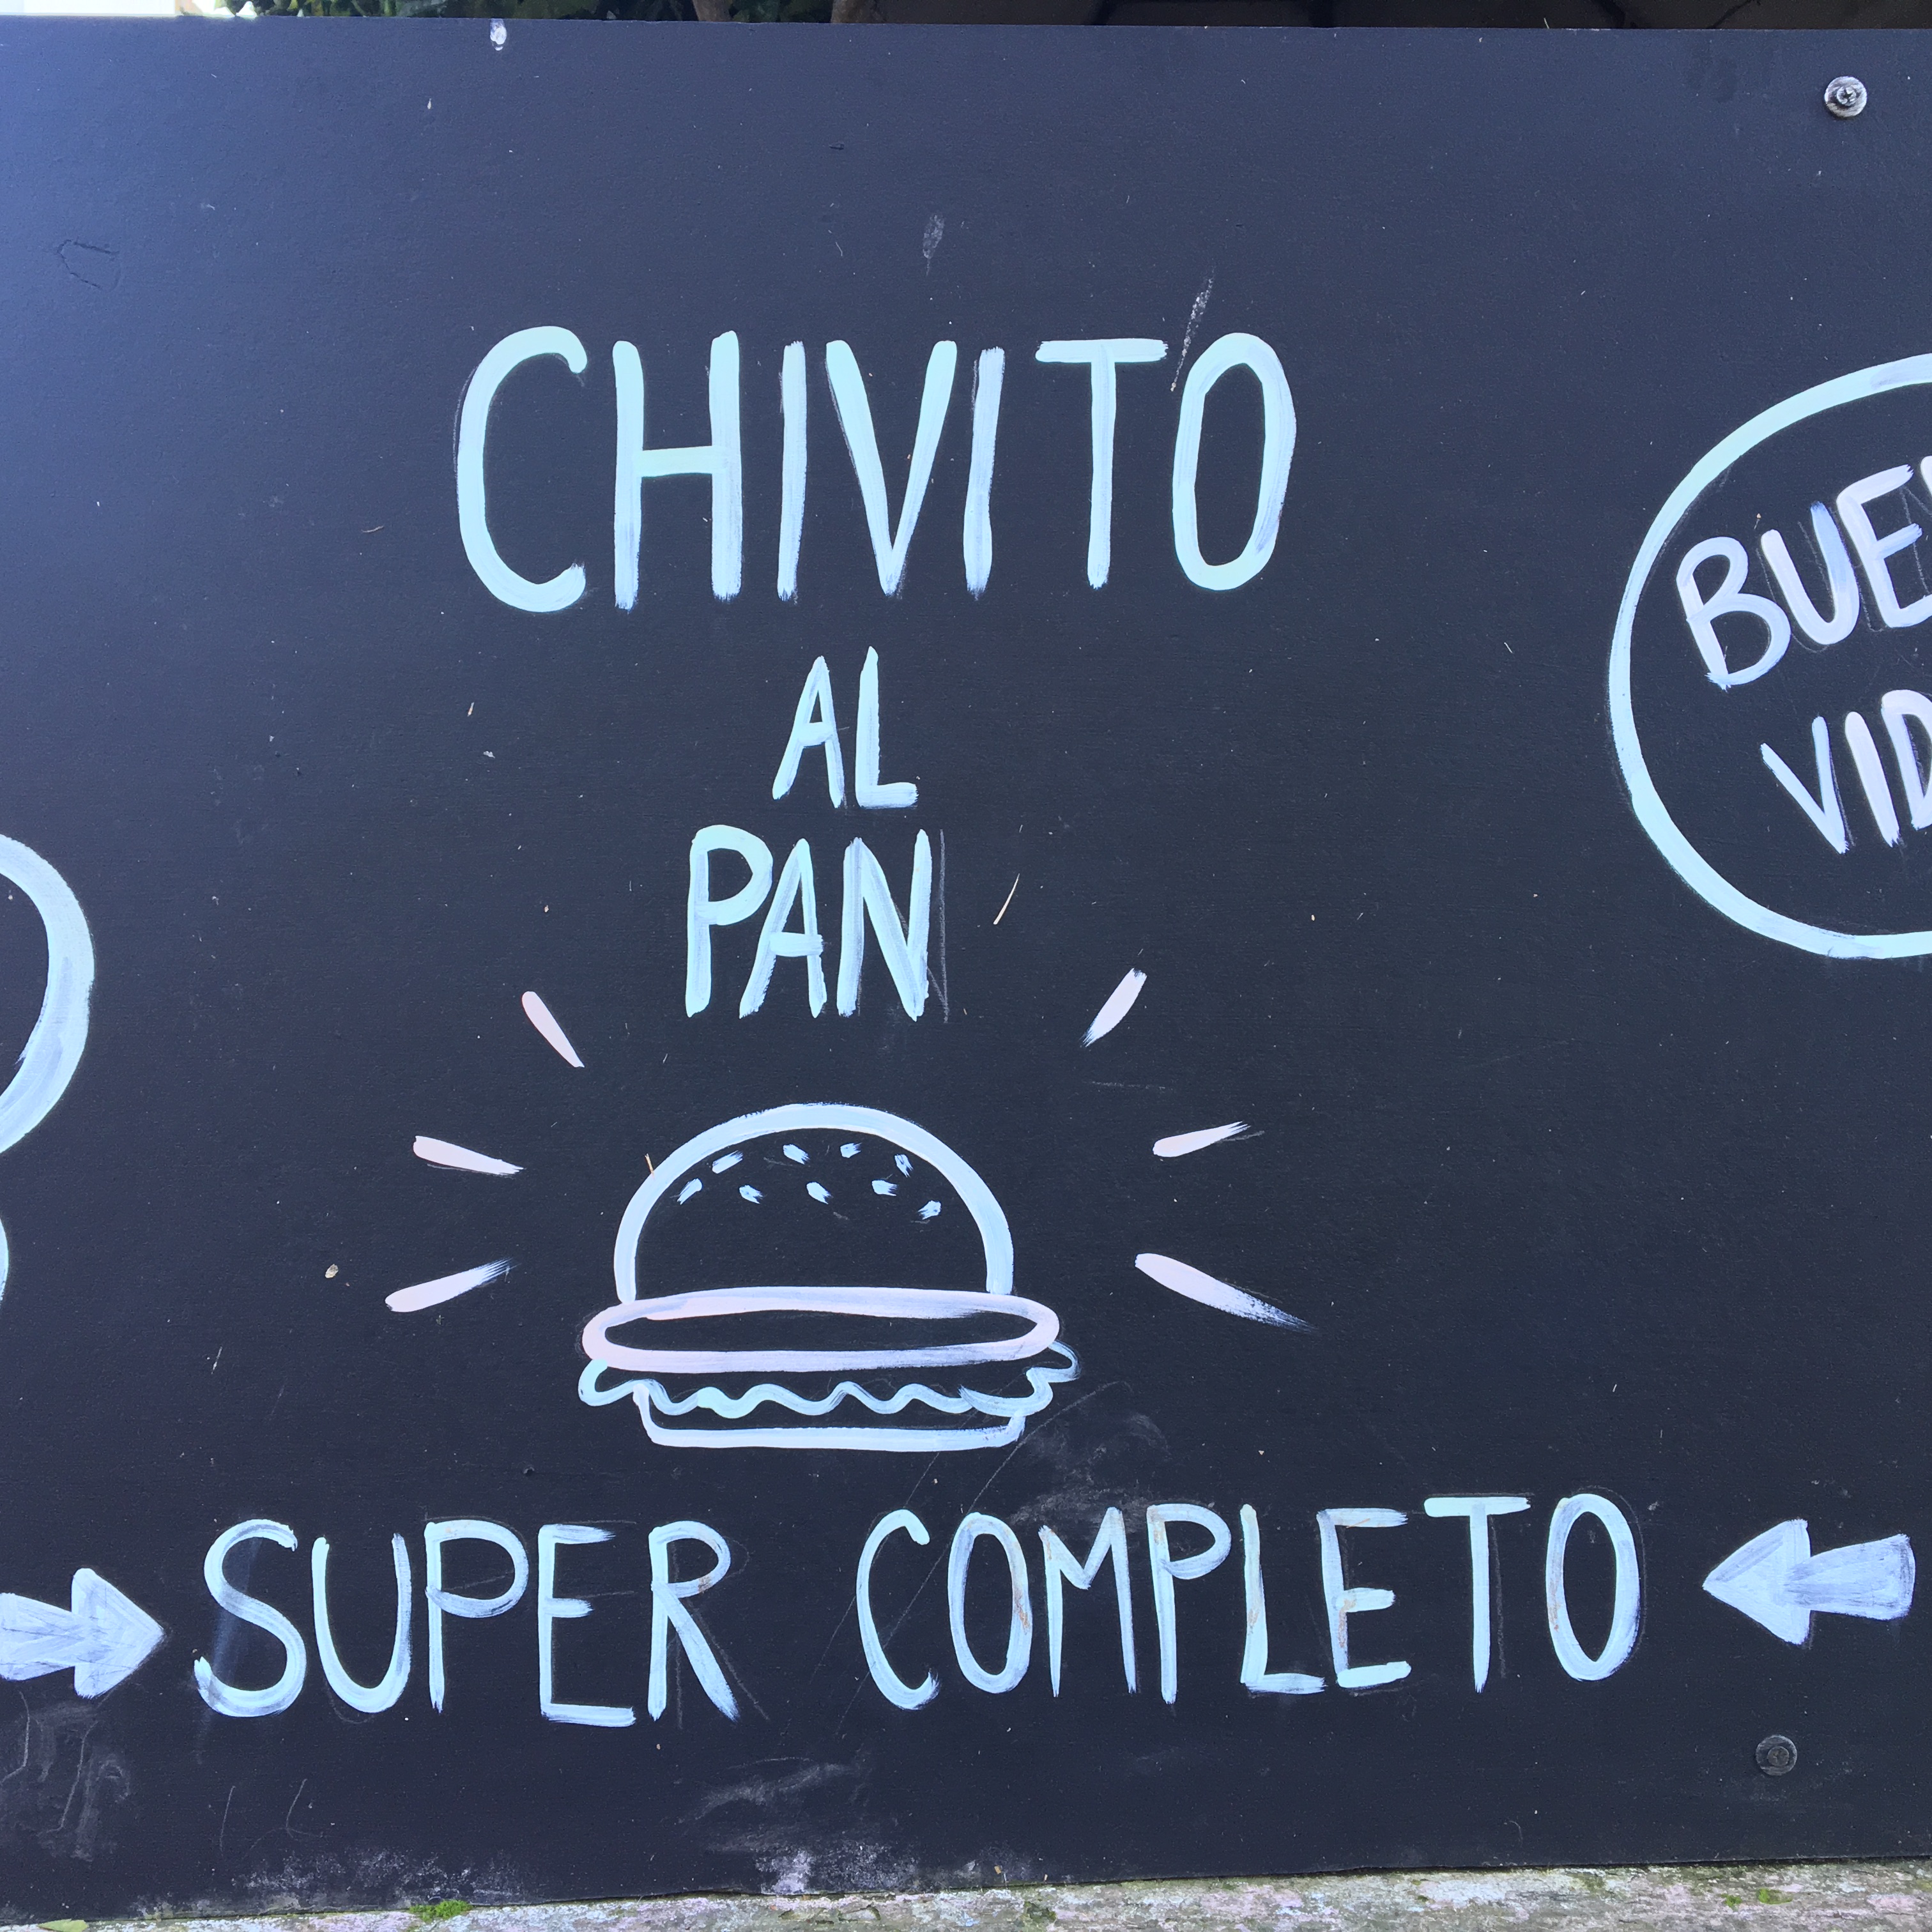 CHIVITO
AL
PAN
SUPER COMPLETO